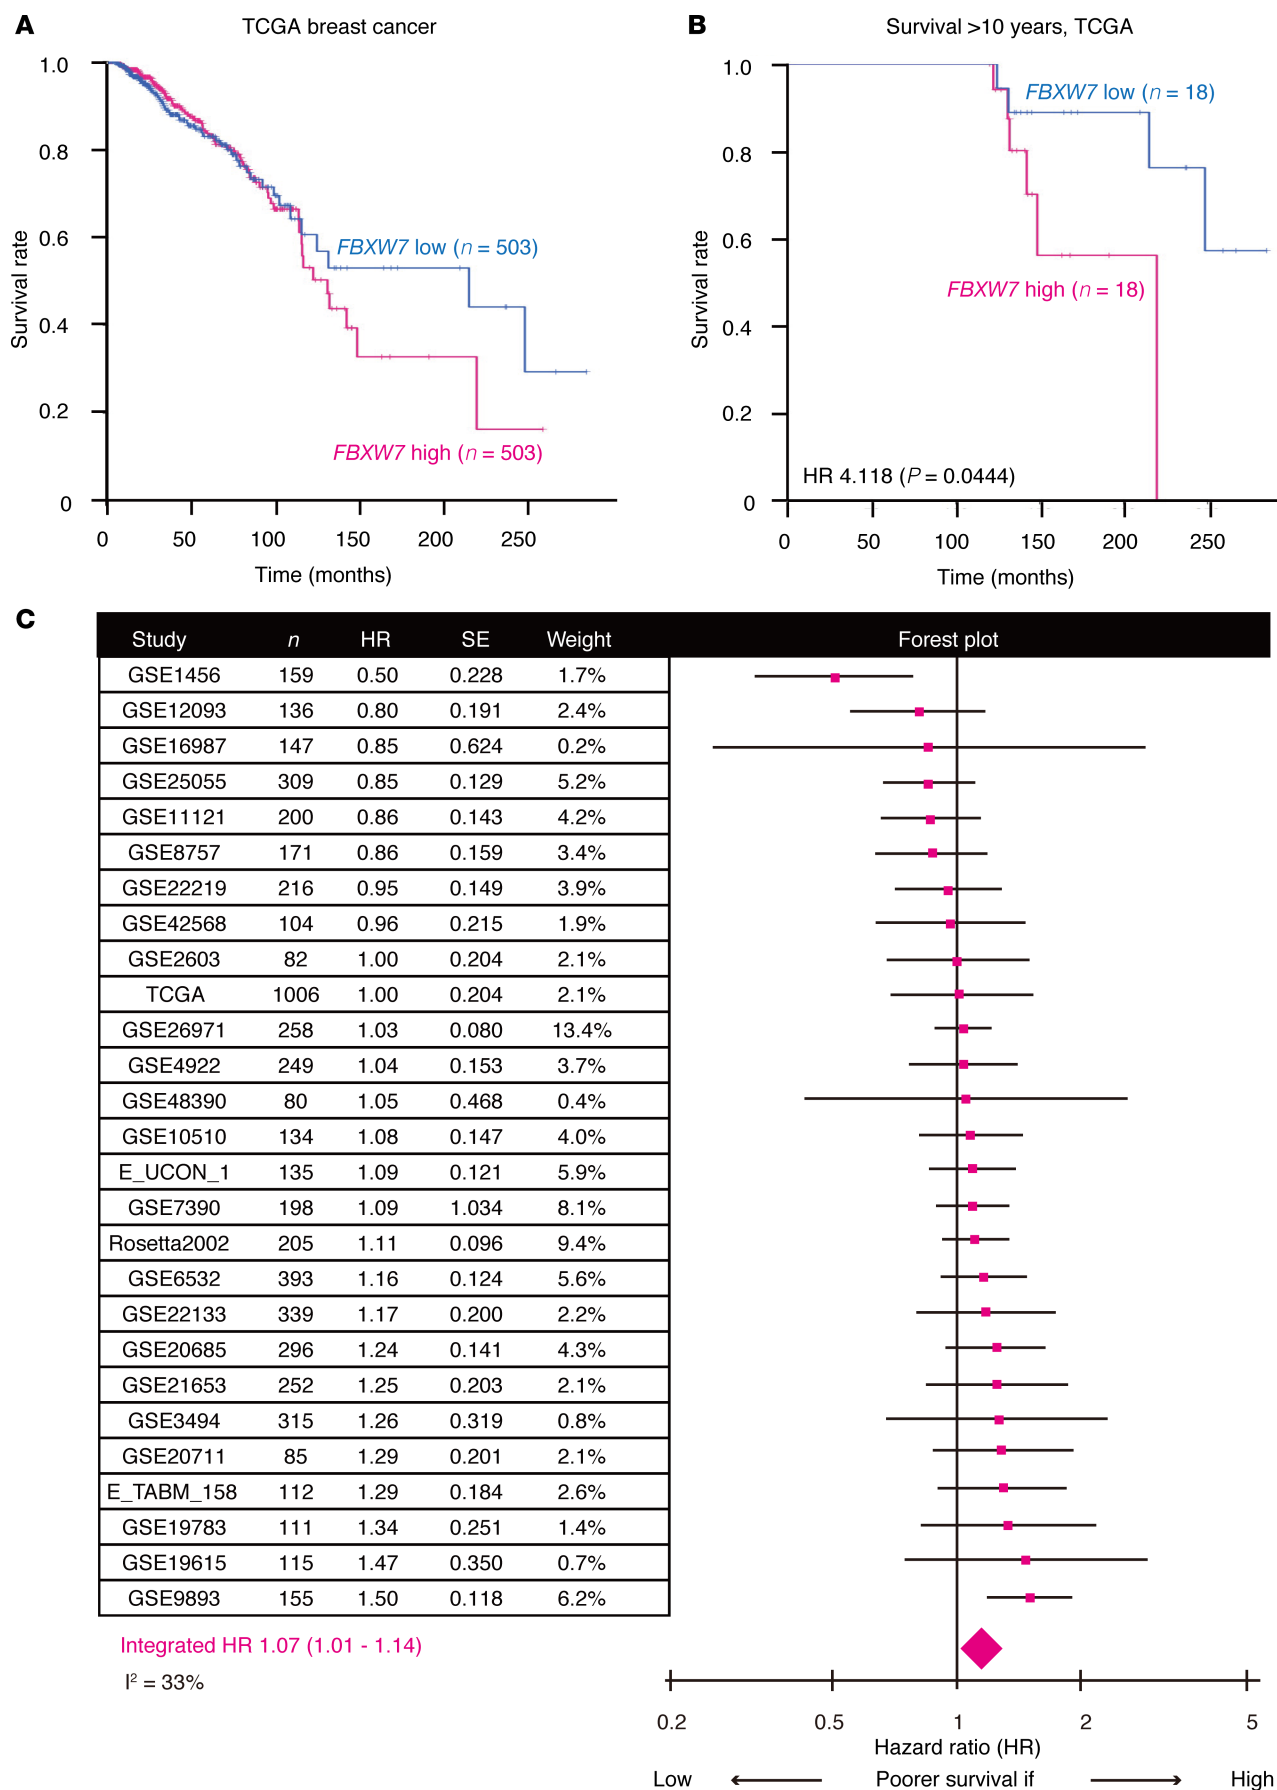 A
TCGA breast cancer
1.0
0.8
0.6
0.4
0.2
0
Survival rate
FBXW7 low (n = 503)
FBXW7 high (n = 503)
0 50 100 150 200 250
Time (months)
B
Survival >10 years, TCGA
1.0
0.8
0.6
0.4
0.2
0
Survival rate
FBXW7 low (n = 18)
FBXW7 high (n = 18)
HR 4.118 (P = 0.0444)
0 50 100 150 200 250
Time (months)
C
Study n HR SE Weight Forest plot
GSE1456 159 0.50 0.228 1.7%
GSE12093 136 0.80 0.191 2.4%
GSE16987 147 0.85 0.624 0.2%
GSE25055 309 0.85 0.129 5.2%
GSE11121 200 0.86 0.143 4.2%
GSE8757 171 0.86 0.159 3.4%
GSE22219 216 0.95 0.149 3.9%
GSE42568 104 0.96 0.215 1.9%
GSE2603 82 1.00 0.204 2.1%
TCGA 1006 1.00 0.204 2.1%
GSE26971 258 1.03 0.080 13.4%
GSE4922 249 1.04 0.153 3.7%
GSE48390 80 1.05 0.468 0.4%
GSE10510 134 1.08 0.147 4.0%
E_UCON_1 135 1.09 0.121 5.9%
GSE7390 198 1.09 1.034 8.1%
Rosetta2002 205 1.11 0.096 9.4%
GSE6532 393 1.16 0.124 5.6%
GSE22133 339 1.17 0.200 2.2%
GSE20685 296 1.24 0.141 4.3%
GSE21653 252 1.25 0.203 2.1%
GSE3494 315 1.26 0.319 0.8%
GSE20711 85 1.29 0.201 2.1%
E_TABM_158 112 1.29 0.184 2.6%
GSE19783 111 1.34 0.251 1.4%
GSE19615 115 1.47 0.350 0.7%
GSE9893 155 1.50 0.118 6.2%
Integrated HR 1.07 (1.01 - 1.14)
I² = 33%
0.2 0.5 1 2 5
Hazard ratio (HR)
Low Poorer survival if High